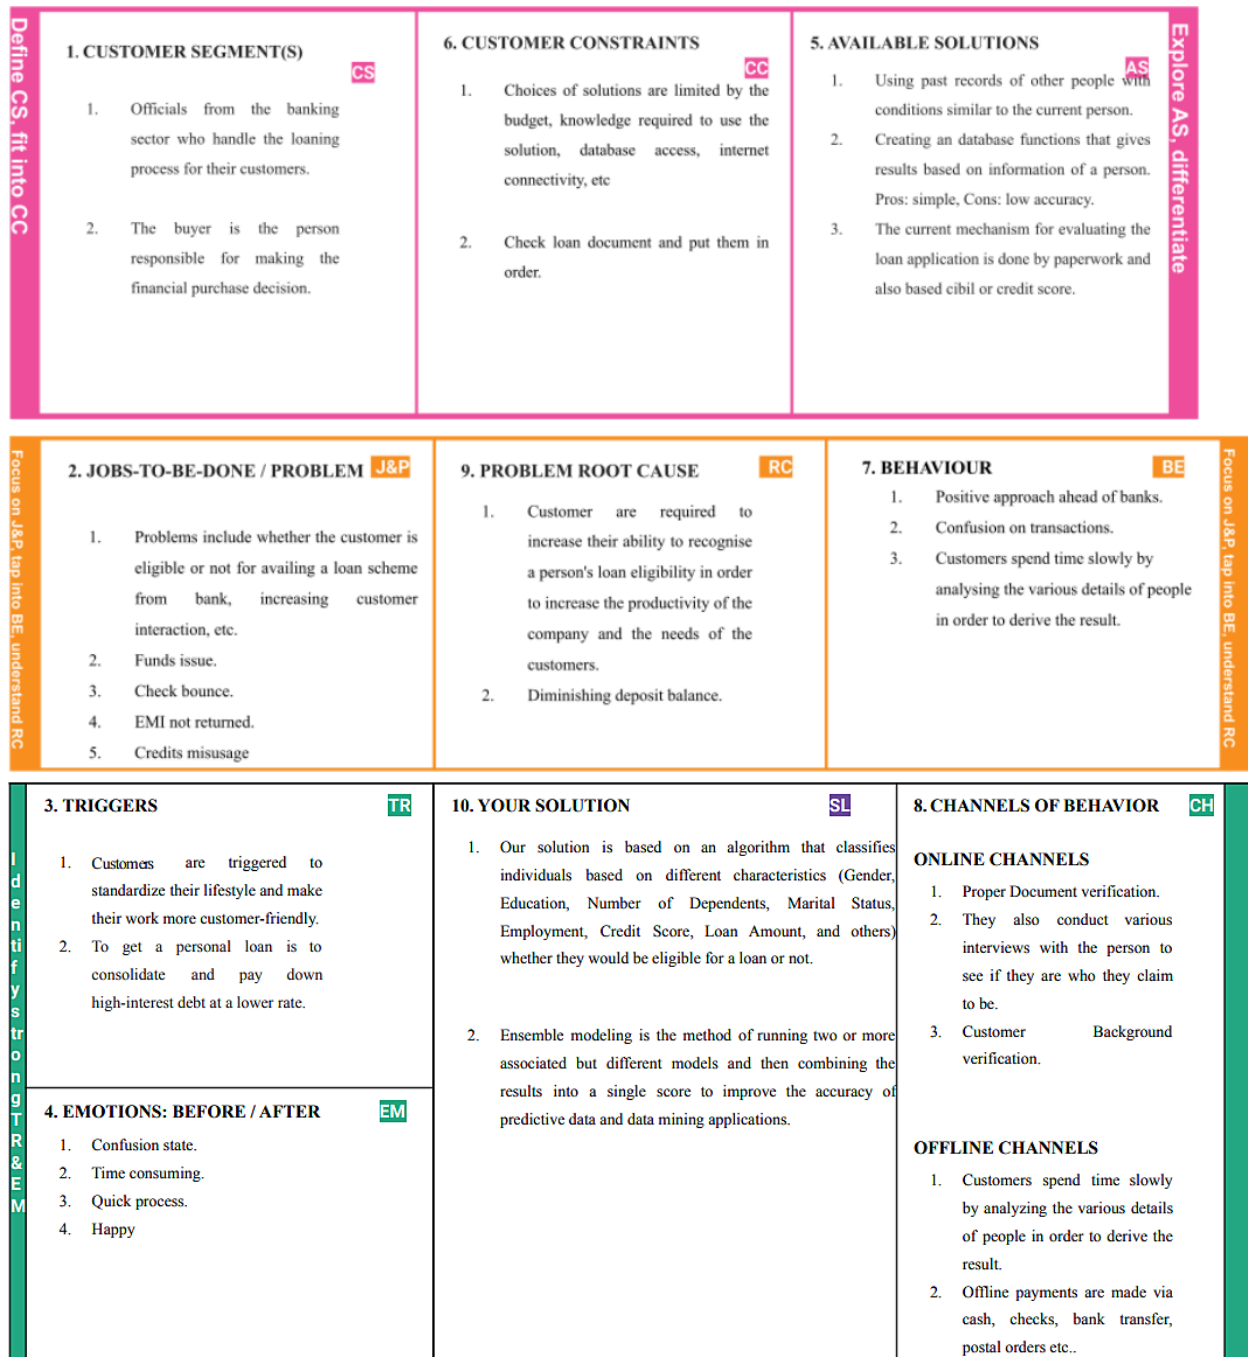 Define CS, fit into CC
1. CUSTOMER SEGMENT(S)
CS
1. Officials from the banking
sector who handle the loaning
process for their customers.
2. The buyer is the person
responsible for making the
financial purchase decision.
6. CUSTOMER CONSTRAINTS
CC
1. Choices of solutions are limited by the
budget, knowledge required to use the
solution, database access, internet
connectivity, etc
2. Check loan document and put them in
order.
5. AVAILABLE SOLUTIONS
AS
1. Using past records of other people with
conditions similar to the current person.
2. Creating an database functions that gives
results based on information of a person.
Pros: simple, Cons: low accuracy.
3. The current mechanism for evaluating the
loan application is done by paperwork and
also based cibil or credit score.
Explore AS, differentiate
Focus on J&P, tap into BE, understand RC
2. JOBS-TO-BE-DONE / PROBLEM
J&P
1. Problems include whether the customer is
eligible or not for availing a loan scheme
from bank, increasing customer
interaction, etc.
2. Funds issue.
3. Check bounce.
4. EMI not returned.
5. Credits misusage
9. PROBLEM ROOT CAUSE
RC
1. Customer are required to
increase their ability to recognise
a person's loan eligibility in order
to increase the productivity of the
company and the needs of the
customers.
2. Diminishing deposit balance.
7. BEHAVIOUR
BE
1. Positive approach ahead of banks.
2. Confusion on transactions.
3. Customers spend time slowly by
analysing the various details of people
in order to derive the result.
Focus on J&P, tap into BE, understand RC
Identify strong TR & EM
3. TRIGGERS
TR
1. Customers are triggered to
standardize their lifestyle and make
their work more customer-friendly.
2. To get a personal loan is to
consolidate and pay down
high-interest debt at a lower rate.
4. EMOTIONS: BEFORE / AFTER
EM
1. Confusion state.
2. Time consuming.
3. Quick process.
4. Happy
10. YOUR SOLUTION
SL
1. Our solution is based on an algorithm that classifies
individuals based on different characteristics (Gender,
Education, Number of Dependents, Marital Status,
Employment, Credit Score, Loan Amount, and others)
whether they would be eligible for a loan or not.
2. Ensemble modeling is the method of running two or more
associated but different models and then combining the
results into a single score to improve the accuracy of
predictive data and data mining applications.
8. CHANNELS OF BEHAVIOR
CH
ONLINE CHANNELS
1. Proper Document verification.
2. They also conduct various
interviews with the person to
see if they are who they claim
to be.
3. Customer Background
verification.
OFFLINE CHANNELS
1. Customers spend time slowly
by analyzing the various details
of people in order to derive the
result.
2. Offline payments are made via
cash, checks, bank transfer,
postal orders etc..